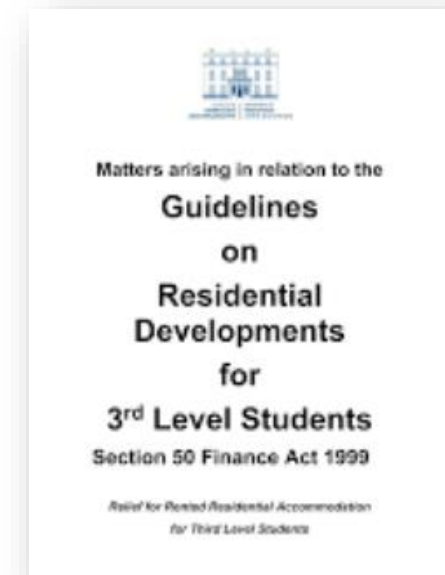 Matters arising in relation to the
Guidelines
on
Residential
Developments
for
3rd Level Students
Section 50 Finance Act 1999
Relief for Rented Residential Accommodation
for Third Level Students